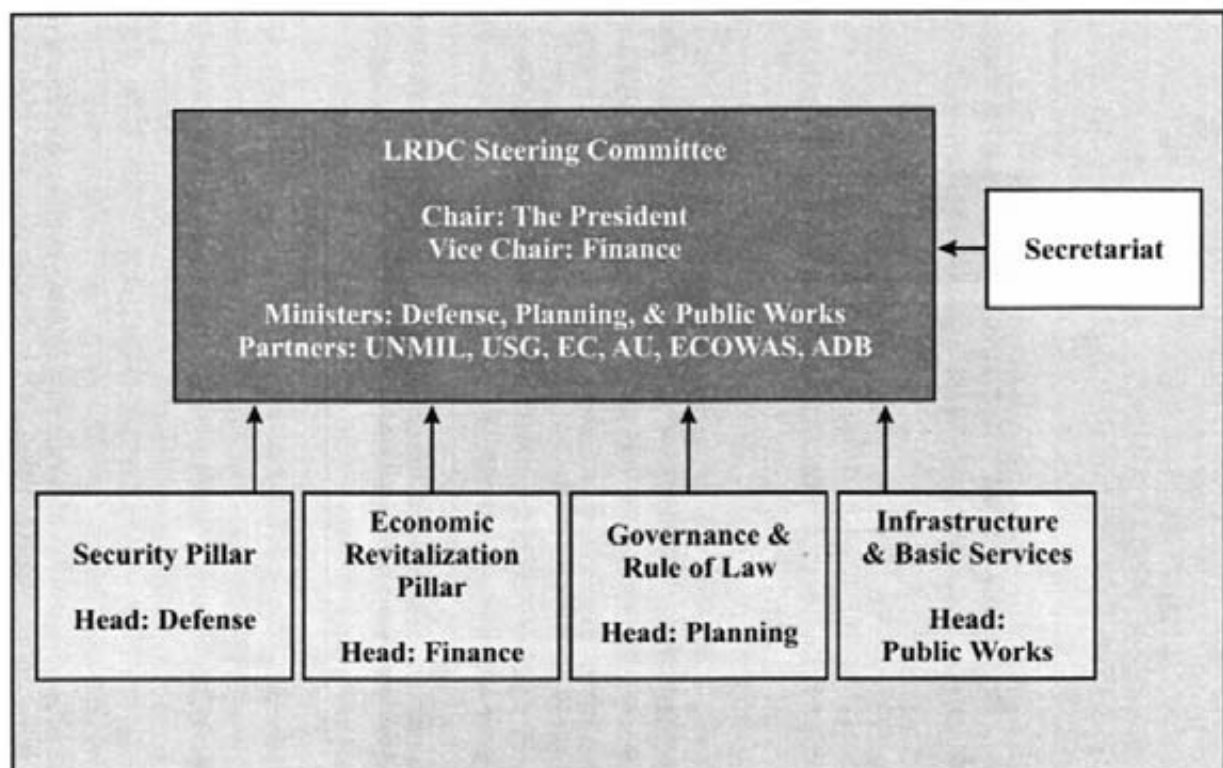 LRDC Steering Committee
Chair: The President
Vice Chair: Finance
Ministers: Defense, Planning, & Public Works
Partners: UNMIL, USG, EC, AU, ECOWAS, ADB
Secretariat
Security Pillar
Head: Defense
Economic
Revitalization
Pillar
Head: Finance
Governance &
Rule of Law
Head: Planning
Infrastructure
& Basic Services
Head:
Public Works